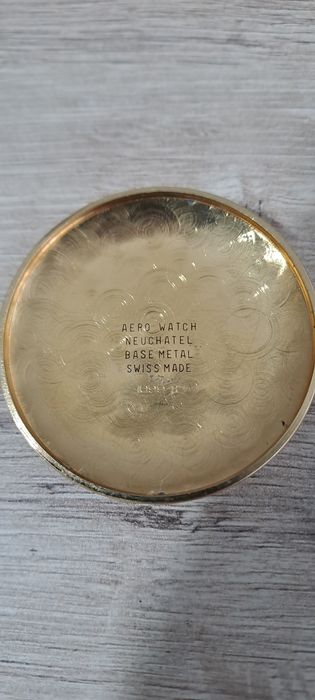 AERO WATCH
NEUCHATEL
BASE METAL
SWISS MADE